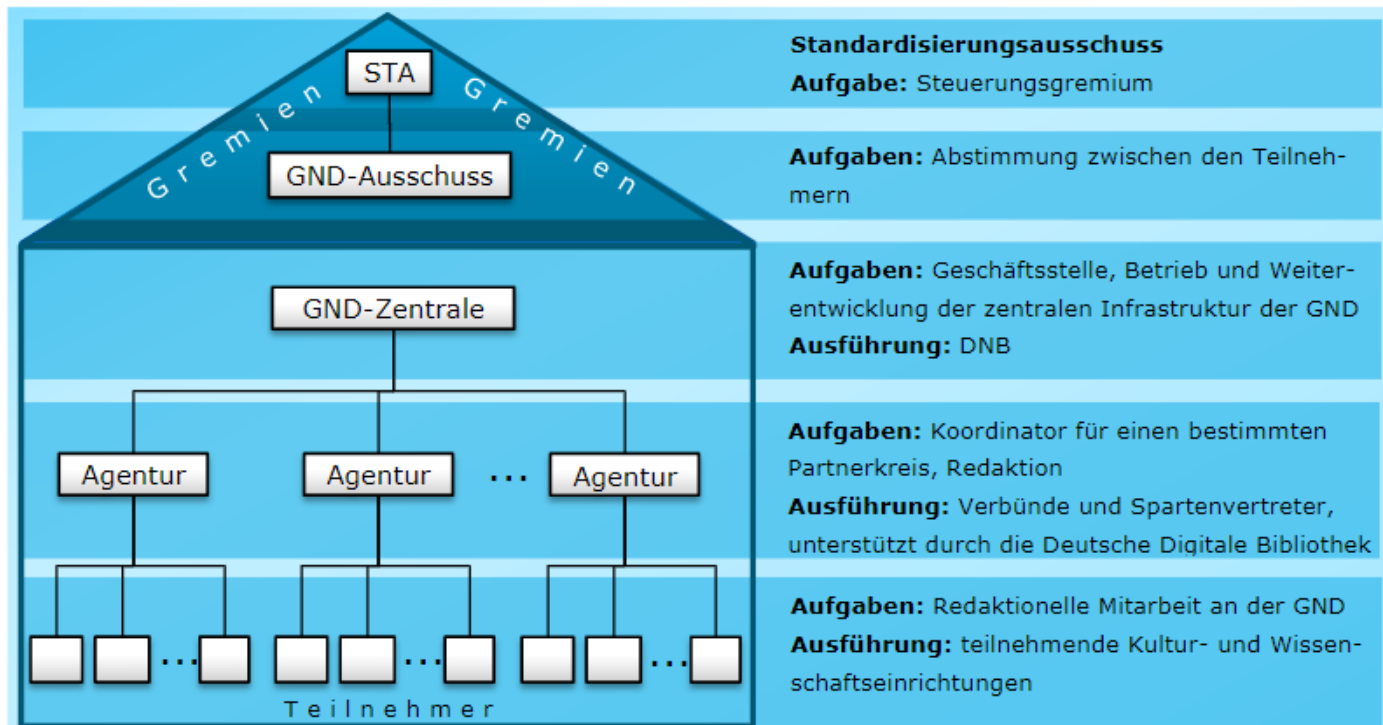 STA
Gremien
Gremien
GND-Ausschuss
Standardisierungsausschuss
Aufgabe: Steuerungsgremium
Aufgaben: Abstimmung zwischen den Teilneh-
mern
GND-Zentrale
Aufgaben: Geschäftsstelle, Betrieb und Weiter-
entwicklung der zentralen Infrastruktur der GND
Ausführung: DNB
Agentur
Agentur
...
Agentur
Aufgaben: Koordinator für einen bestimmten
Partnerkreis, Redaktion
Ausführung: Verbünde und Spartenvertreter,
unterstützt durch die Deutsche Digitale Bibliothek
...
...
...
Teilnehmer
Aufgaben: Redaktionelle Mitarbeit an der GND
Ausführung: teilnehmende Kultur- und Wissen-
schaftseinrichtungen